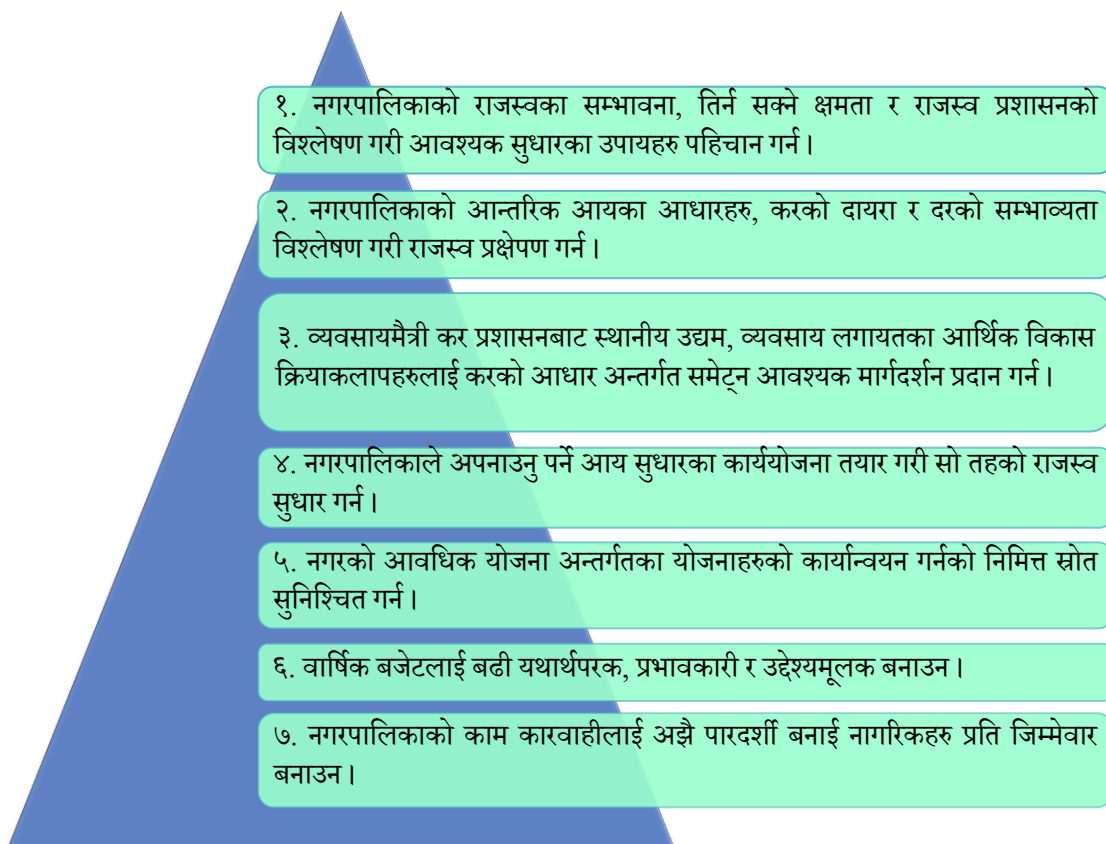 १. नगरपालिकाको राजस्वका सम्भावना, तिर्न सक्ने क्षमता र राजस्व प्रशासनको
विश्लेषण गरी आवश्यक सुधारका उपायहरु पहिचान गर्न।
२. नगरपालिकाको आन्तरिक आयका आधारहरु, करको दायरा र दरको सम्भाव्यता
विश्लेषण गरी राजस्व प्रक्षेपण गर्न।
३. व्यवसायमैत्री कर प्रशासनबाट स्थानीय उद्यम, व्यवसाय लगायतका आर्थिक विकास
क्रियाकलापहरुलाई करको आधार अन्तर्गत समेट्न आवश्यक मार्गदर्शन प्रदान गर्न।
४. नगरपालिकाले अपनाउनु पर्ने आय सुधारका कार्ययोजना तयार गरी सो तहको राजस्व
सुधार गर्न।
५. नगरको आवधिक योजना अन्तर्गतका योजनाहरुको कार्यान्वयन गर्नको निमित्त स्रोत
सुनिश्चित गर्न।
६. वार्षिक बजेटलाई बढी यथार्थपरक, प्रभावकारी र उद्देश्यमूलक बनाउन।
७. नगरपालिकाको काम कारवाहीलाई अझै पारदर्शी बनाई नागरिकहरु प्रति जिम्मेवार
बनाउन।